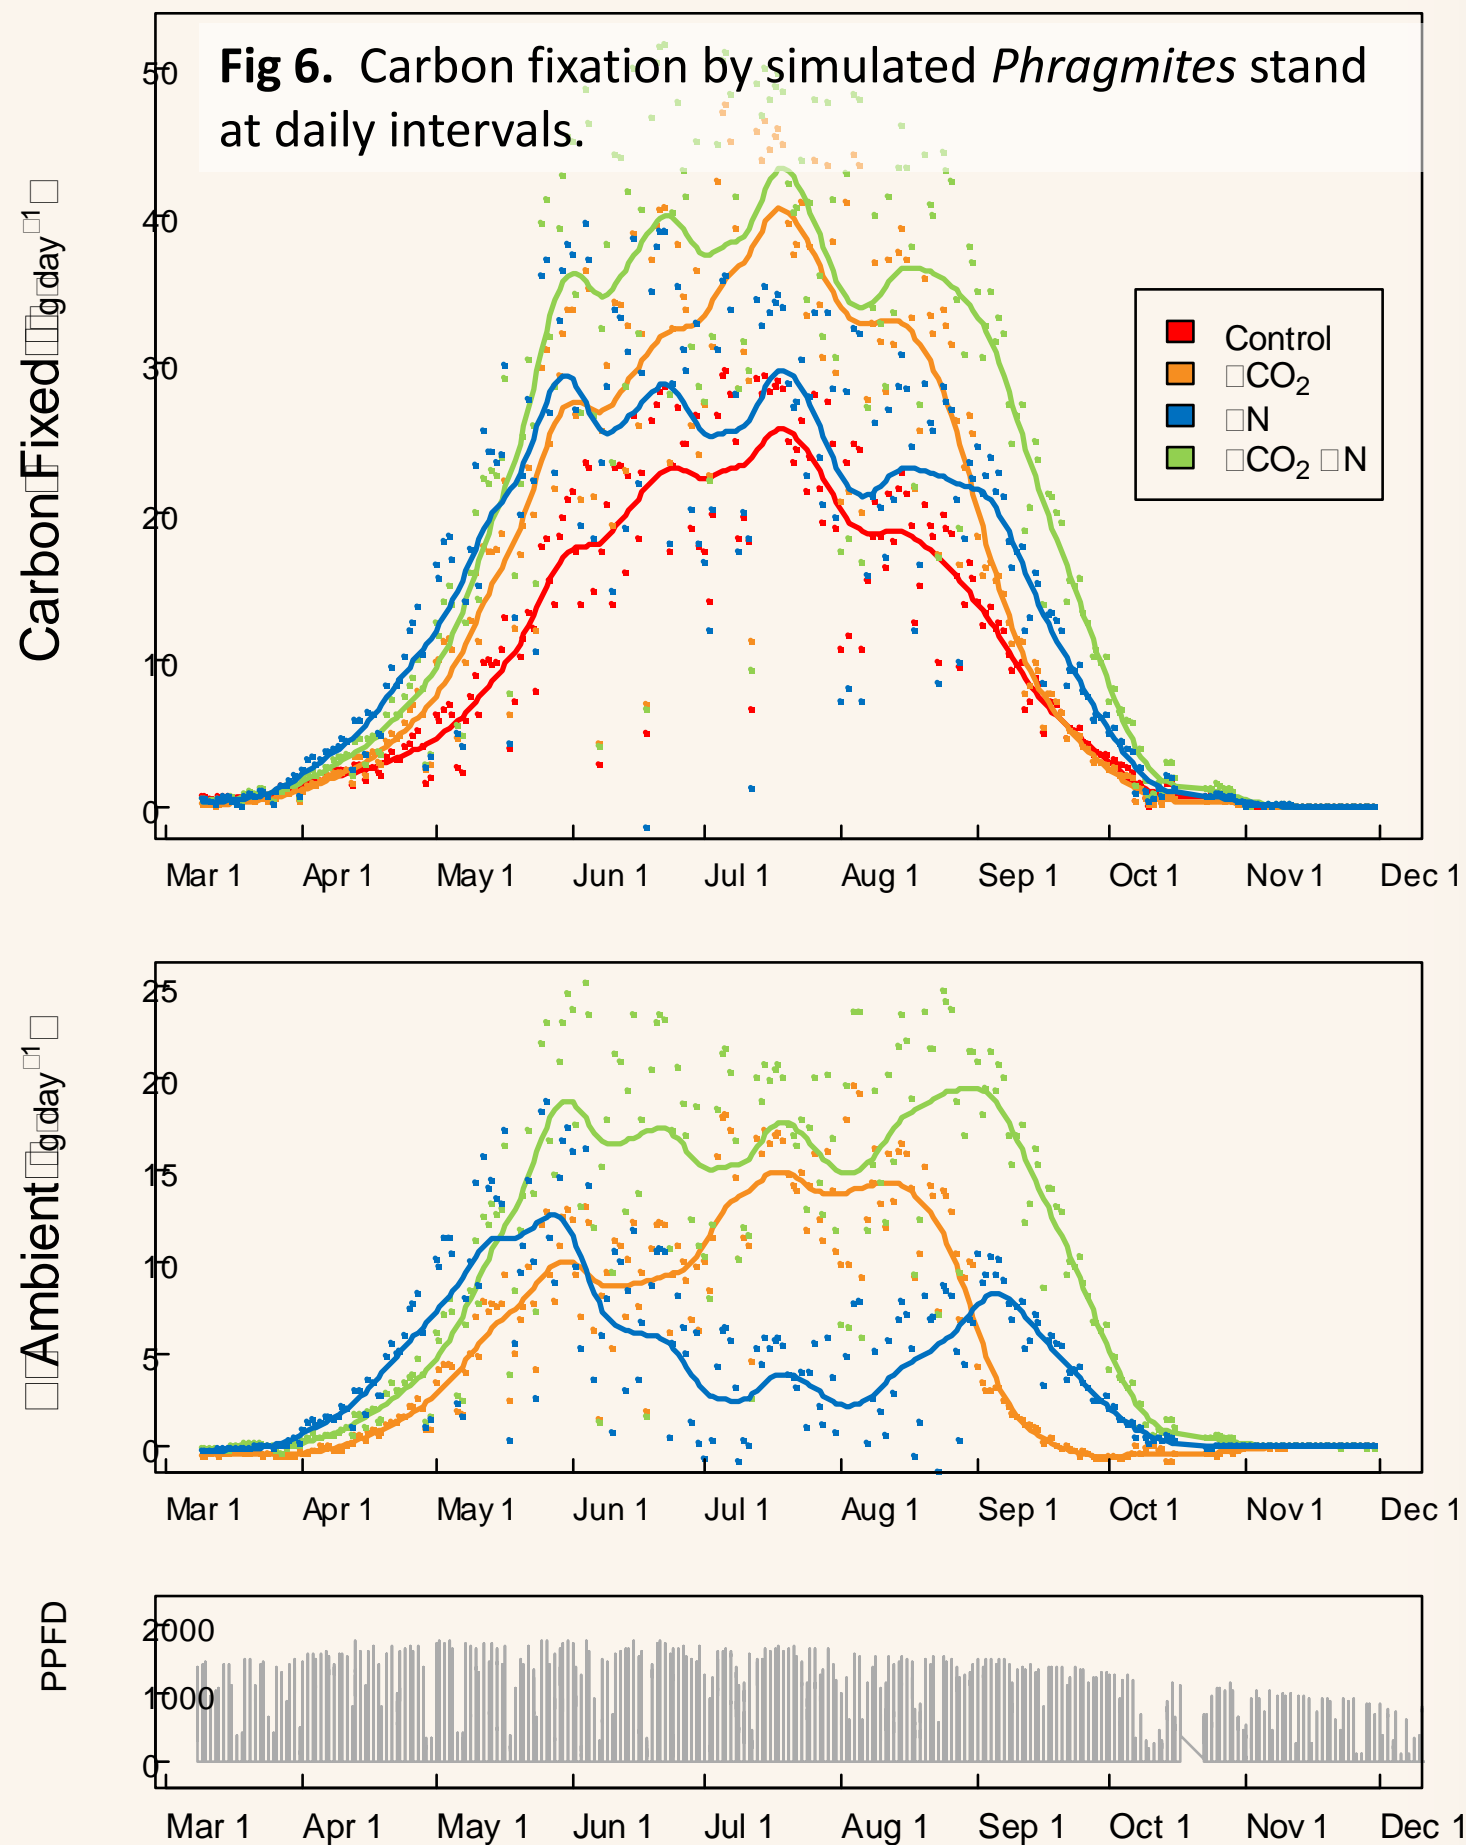 Fig 6. Carbon fixation by simulated Phragmites stand
at daily intervals.
Carbon Fixed □□□g day□1□
50
40
30
20
10
0
Control
□CO2
□N
□CO2 □N
Mar 1 Apr 1 May 1 Jun 1 Jul 1 Aug 1 Sep 1 Oct 1 Nov 1 Dec 1
□□Ambient□□g day□1□
25
20
15
10
5
0
Mar 1 Apr 1 May 1 Jun 1 Jul 1 Aug 1 Sep 1 Oct 1 Nov 1 Dec 1
PPFD
2000
1000
0
Mar 1 Apr 1 May 1 Jun 1 Jul 1 Aug 1 Sep 1 Oct 1 Nov 1 Dec 1